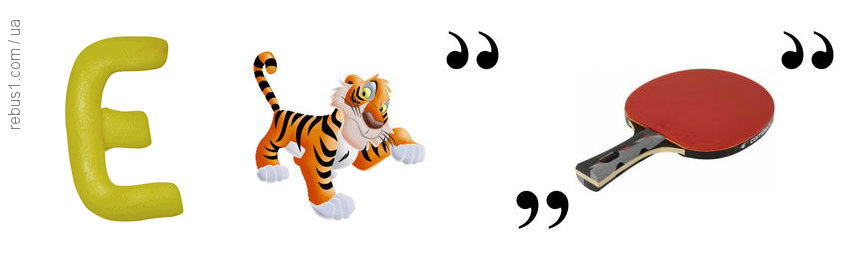 rebus1.com / ua
Е
,, ,,
,,